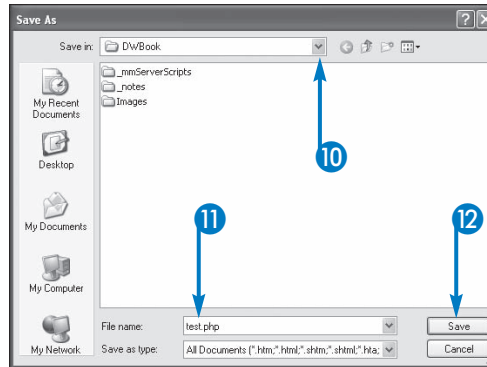 Save As
Save in:
DWBook
_mmServerScripts
_notes
Images
My Recent
Documents
Desktop
My Documents
My Computer
My Network
10
11
12
File name:
test.php
Save
Save as type:
All Documents (*.htm;*.html;*.shtm;*.shtml;*.hta;
Cancel